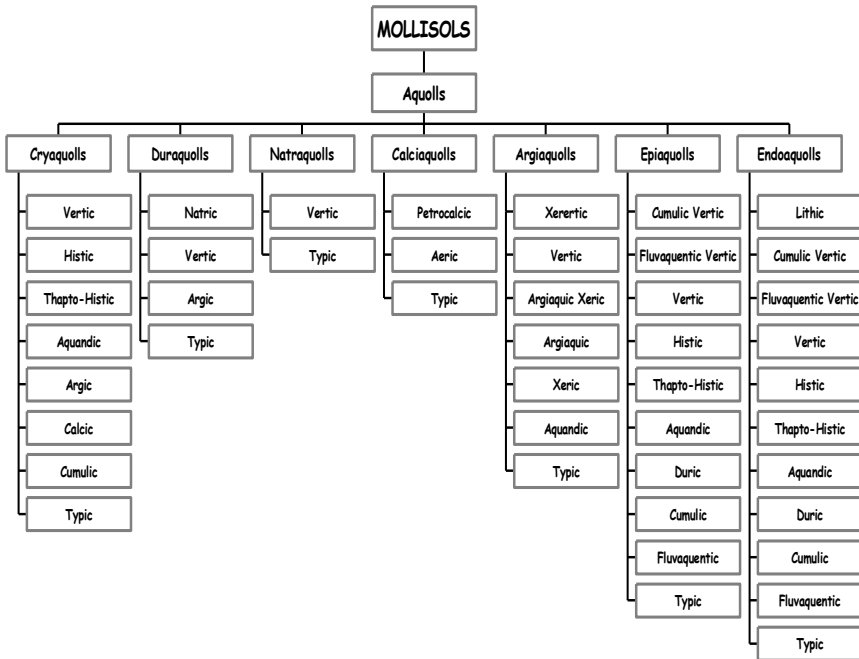 MOLLISOLS
Aquolls
Cryaquolls
Vertic
Histic
Thapto-Histic
Aquandic
Argic
Calcic
Cumulic
Typic
Duraquolls
Natric
Vertic
Argic
Typic
Natraquolls
Vertic
Typic
Calciaquolls
Petrocalcic
Aeric
Typic
Argiaquolls
Xerertic
Vertic
Argiaquic Xeric
Argiaquic
Xeric
Aquandic
Typic
Epiaquolls
Cumulic Vertic
Fluvaquentic Vertic
Vertic
Histic
Thapto-Histic
Aquandic
Duric
Cumulic
Fluvaquentic
Typic
Endoaquolls
Lithic
Cumulic Vertic
Fluvaquentic Vertic
Vertic
Histic
Thapto-Histic
Aquandic
Duric
Cumulic
Fluvaquentic
Typic